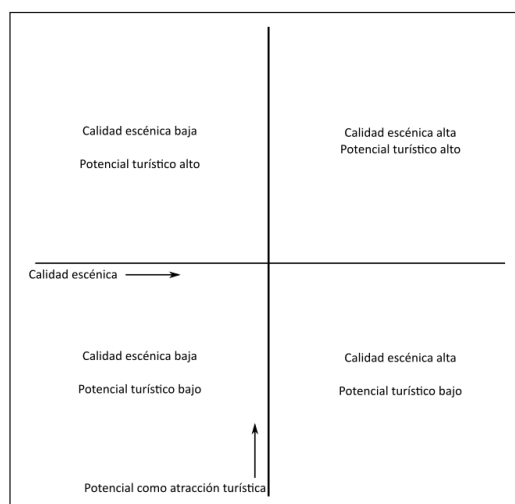 Calidad escénica baja
Potencial turístico alto
Calidad escénica alta
Potencial turístico alto
Calidad escénica
Calidad escénica baja
Potencial turístico bajo
Calidad escénica alta
Potencial turístico bajo
Potencial como atracción turística